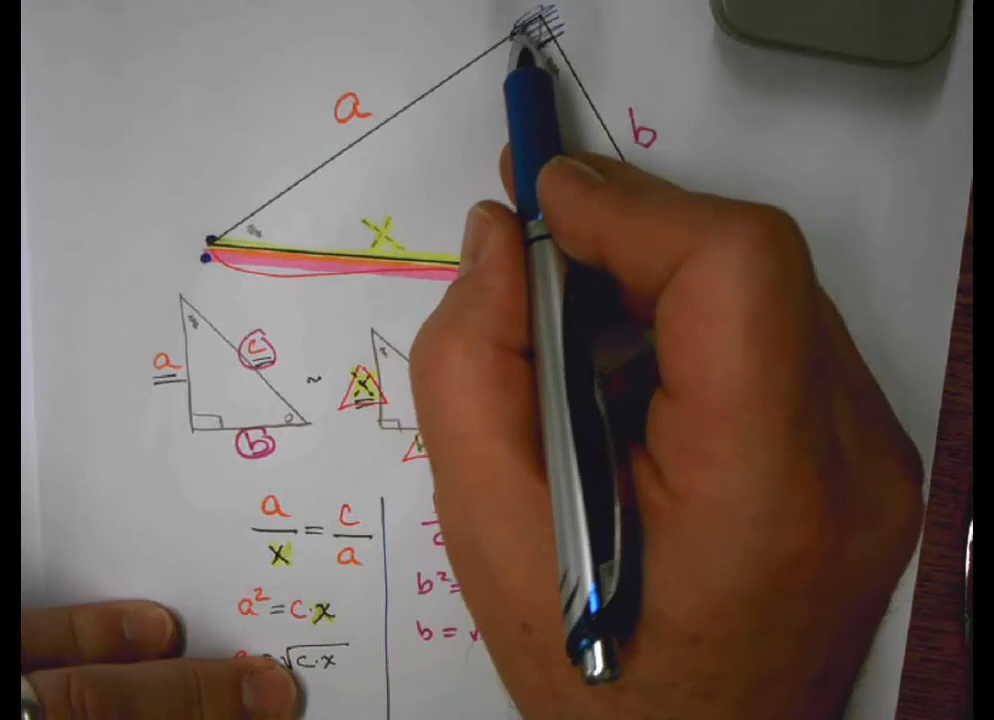 a
b
x
a
c
b
~
x
a/x = c/a
b² =
a² = c·x
b =
√c·x